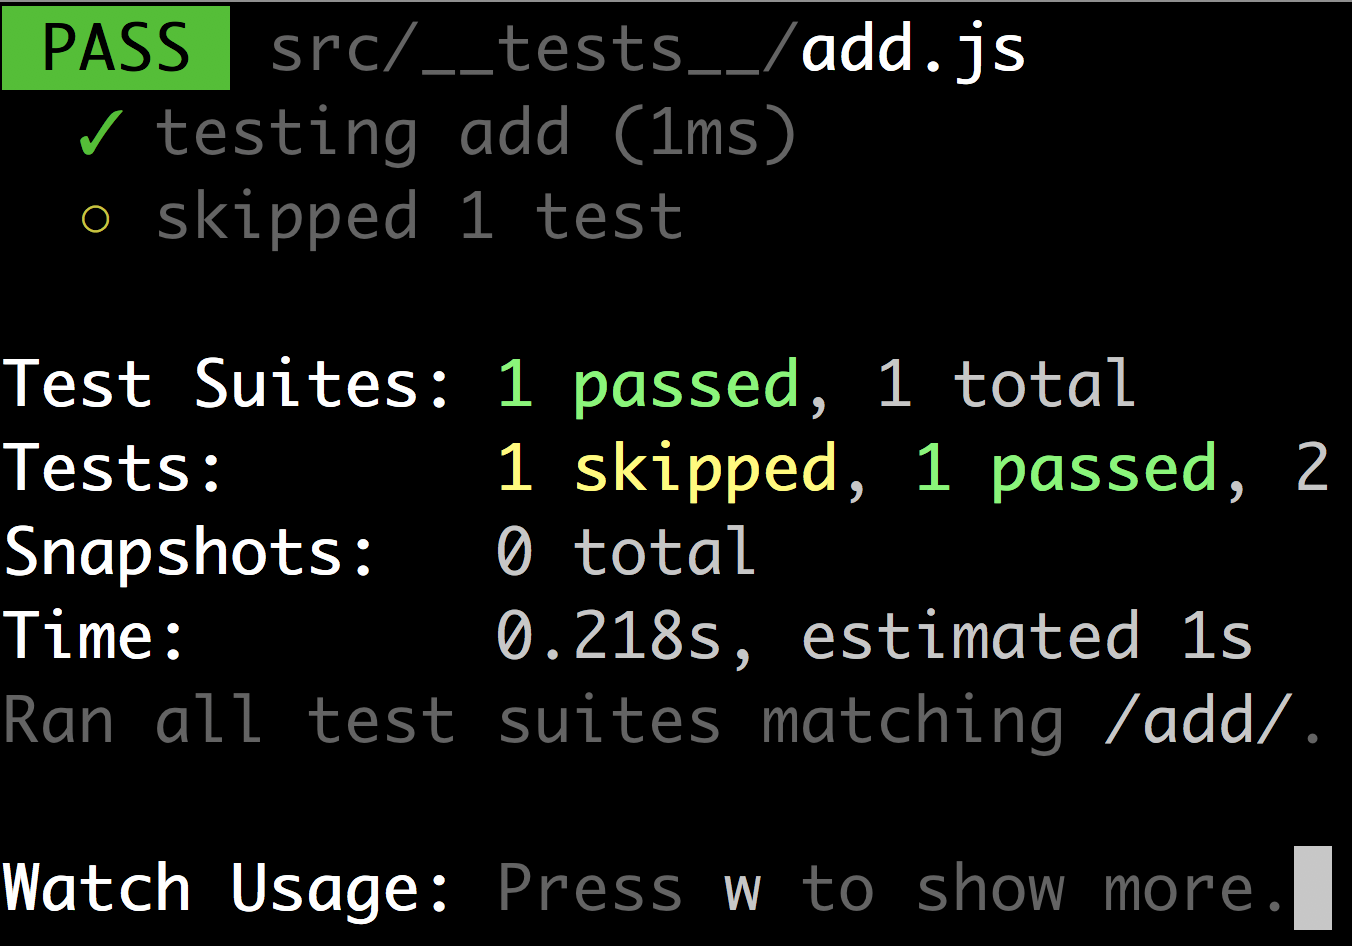 PASS src/__tests__/add.js
✓ testing add (1ms)
○ skipped 1 test
Test Suites: 1 passed, 1 total
Tests: 1 skipped, 1 passed, 2
Snapshots: 0 total
Time: 0.218s, estimated 1s
Ran all test suites matching /add/.
Watch Usage: Press w to show more.